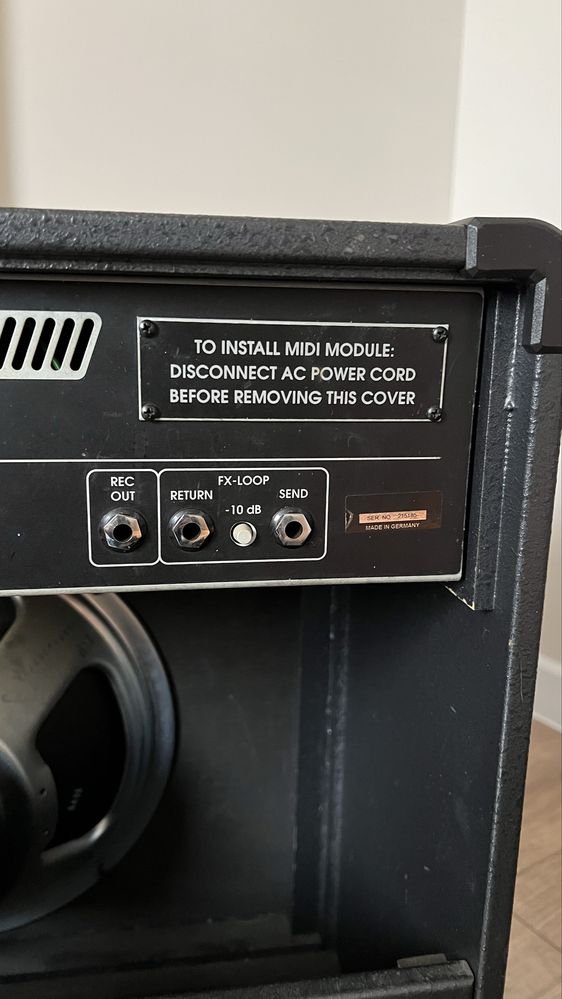 TO INSTALL MIDI MODULE:
DISCONNECT AC POWER CORD
BEFORE REMOVING THIS COVER
REC
OUT
FX-LOOP
RETURN
-10 dB
SEND
SER. NO.
MADE IN GERMANY